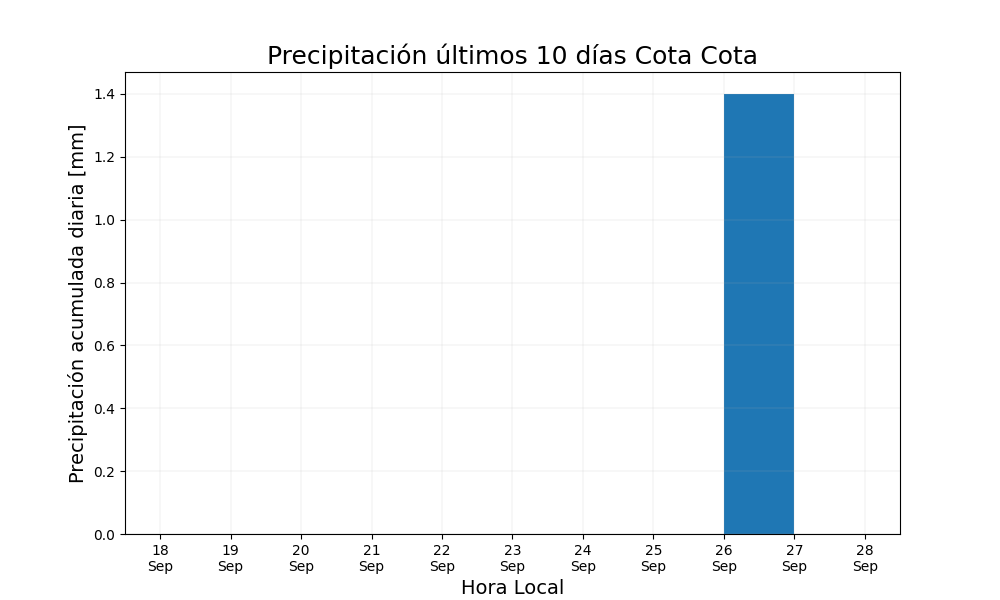 Precipitación últimos 10 días Cota Cota
Precipitación acumulada diaria [mm]
1.4
1.2
1.0
0.8
0.6
0.4
0.2
0.0
18 19 20 21 22 23 24 25 26 27 28
Sep Sep Sep Sep Sep Sep Sep Sep Sep Sep Sep
Hora Local